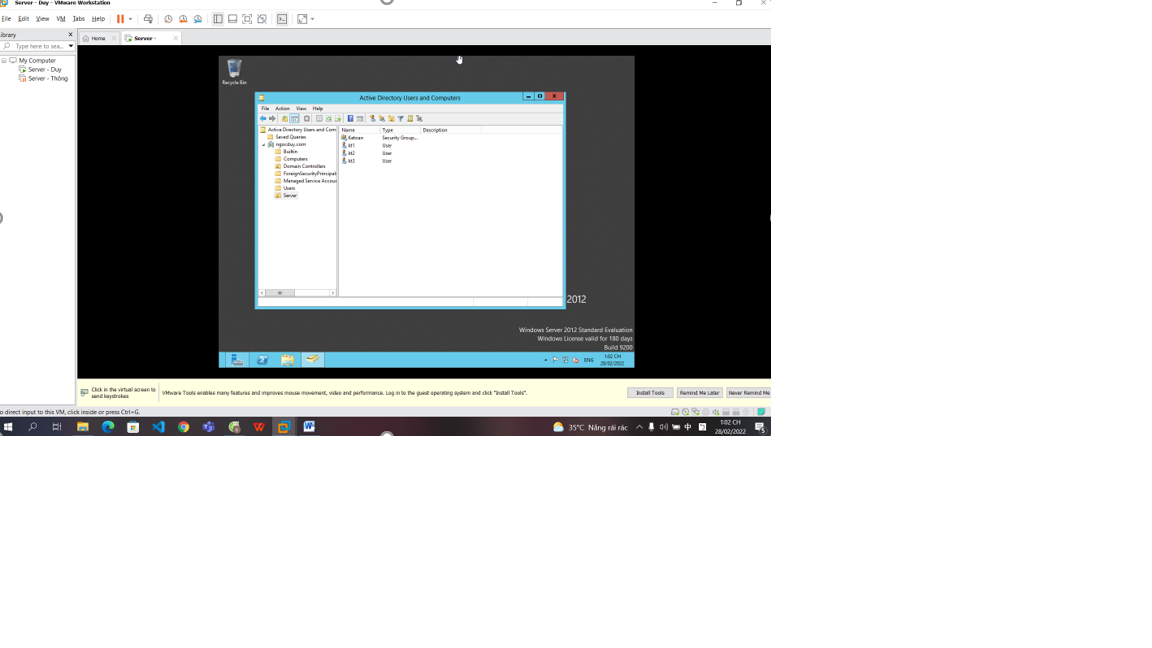 Server - Duy - VMware Workstation
File Edit View VM Tabs Help
Library
Type here to sea...
My Computer
Server - Duy
Server - Thông
Home
Server -
Recycle Bin
Active Directory Users and Computers
File Action View Help
Active Directory Users and Com
Saved Queries
ngocduy.com
Builtin
Computers
Domain Controllers
ForeignSecurityPrincipal
Managed Service Accou
Users
Server
Name Type Description
Ketoan Security Group...
kt1 User
kt2 User
kt3 User
2012
Windows Server 2012 Standard Evaluation
Windows License valid for 180 days
Build 9200
ENG
1:02 CH
28/02/2022
Click in the virtual screen to
send keystrokes
VMware Tools enables many features and improves mouse movement, video and performance. Log in to the guest operating system and click "Install Tools".
Install Tools
Remind Me Later
Never Remind Me
o direct input to this VM, click inside or press Ctrl+G.
35°C Nắng rải rác
中
1:02 CH
28/02/2022
5